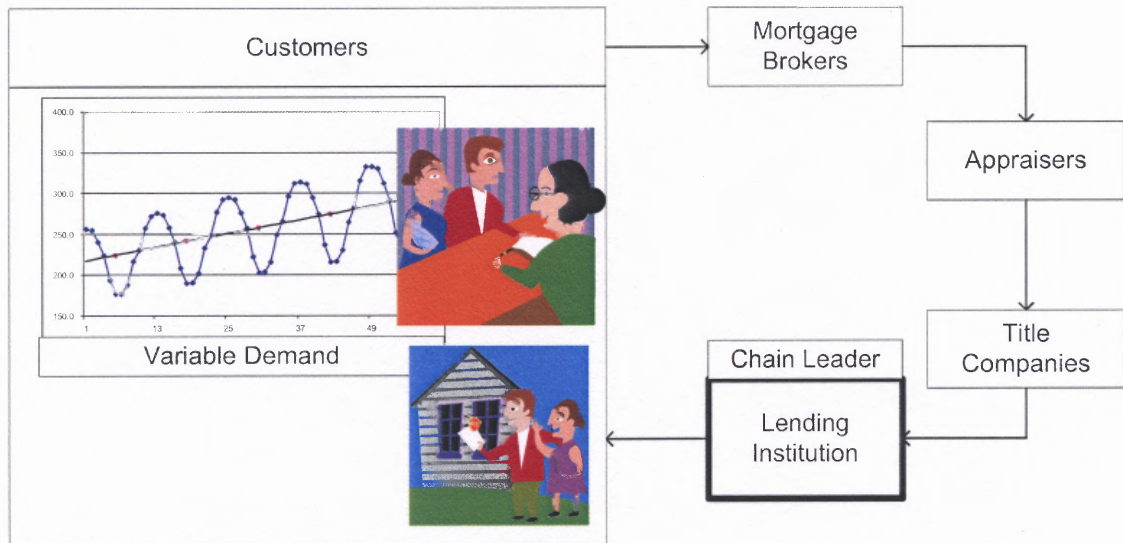 Customers
Mortgage
Brokers
400.0
350.0
300.0
250.0
200.0
150.0
1
13
25
37
49
Variable Demand
Appraisers
Title
Companies
Chain Leader
Lending
Institution